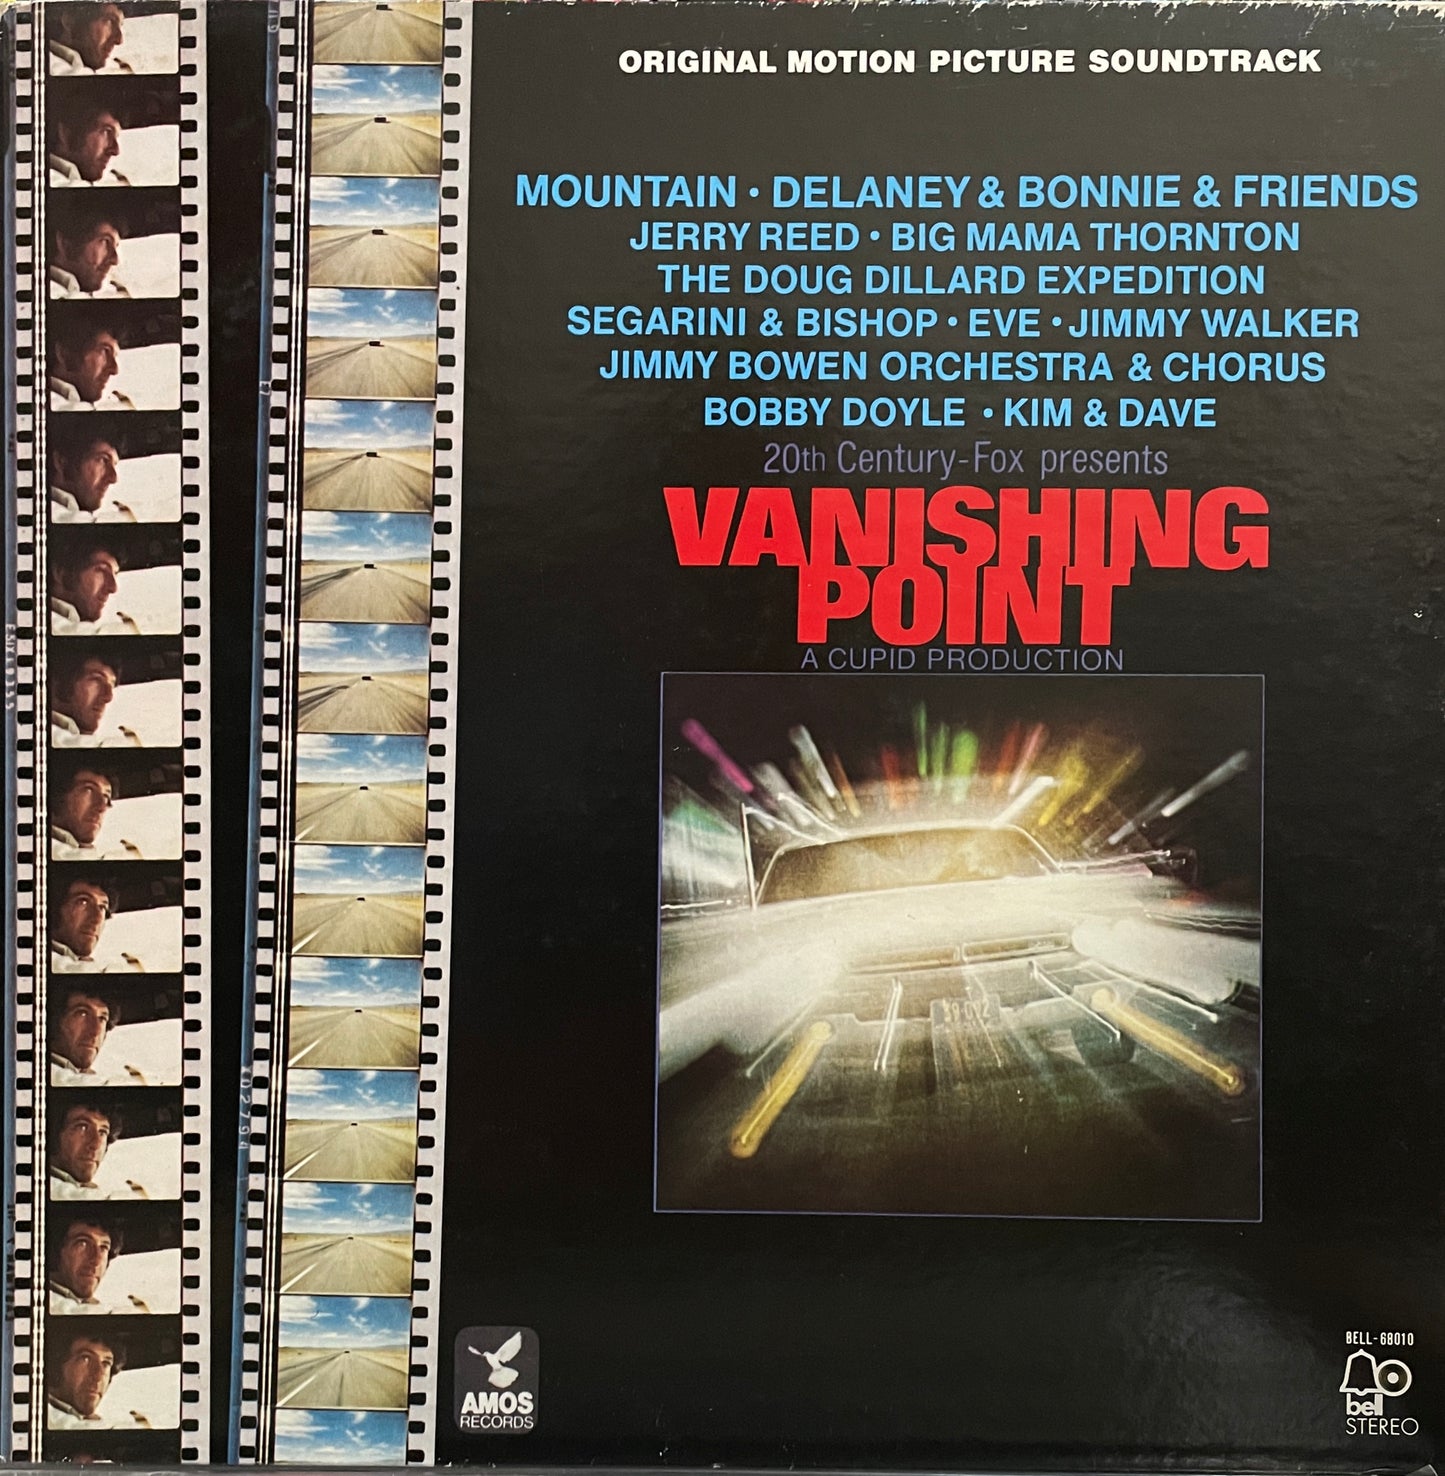 ORIGINAL MOTION PICTURE SOUNDTRACK
MOUNTAIN • DELANEY & BONNIE & FRIENDS
JERRY REED • BIG MAMA THORNTON
THE DOUG DILLARD EXPEDITION
SEGARINI & BISHOP • EVE • JIMMY WALKER
JIMMY BOWEN ORCHESTRA & CHORUS
BOBBY DOYLE • KIM & DAVE
20th Century-Fox presents
VANISHING
POINT
A CUPID PRODUCTION
AMOS
RECORDS
BELL-68010
bell
STEREO